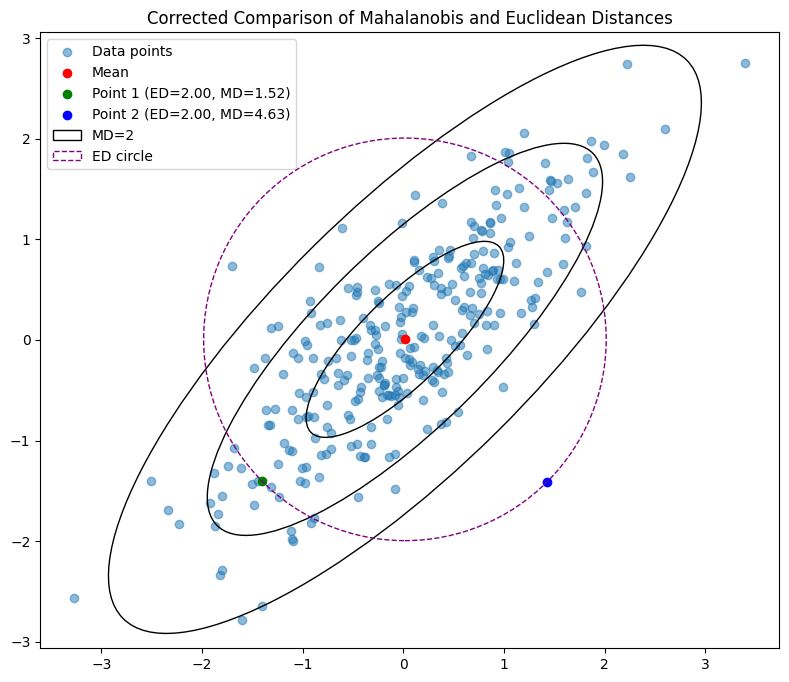 Corrected Comparison of Mahalanobis and Euclidean Distances
Data points
Mean
Point 1 (ED=2.00, MD=1.52)
Point 2 (ED=2.00, MD=4.63)
MD=2
ED circle
3
2
1
0
−1
−2
−3
−3 −2 −1 0 1 2 3